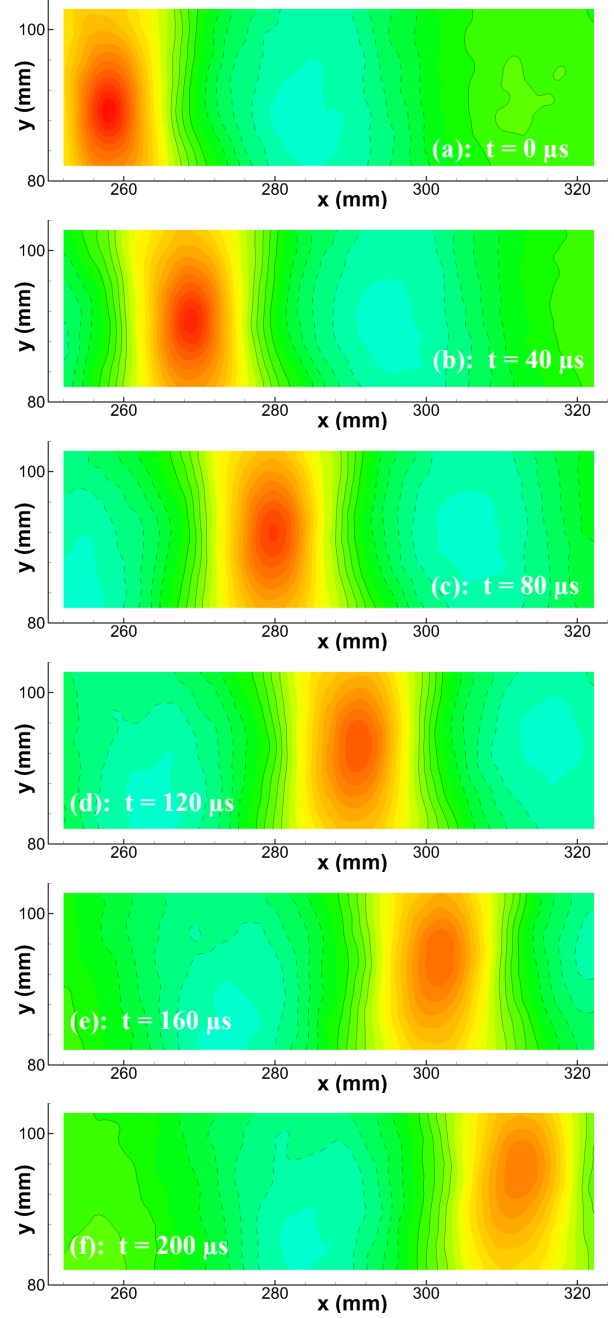 100
y (mm)
(a): t = 0 µs
80
260 280 300 320
x (mm)
100
y (mm)
(b): t = 40 µs
80
260 280 300 320
x (mm)
100
y (mm)
(c): t = 80 µs
80
260 280 300 320
x (mm)
100
y (mm)
(d): t = 120 µs
80
260 280 300 320
x (mm)
100
y (mm)
(e): t = 160 µs
80
260 280 300 320
x (mm)
100
y (mm)
(f): t = 200 µs
80
260 280 300 320
x (mm)